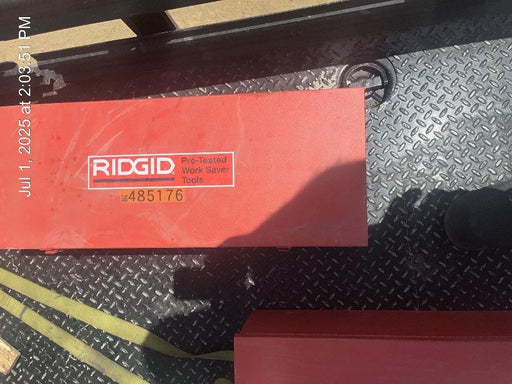 Jul 1, 2025 at 2:03:51 PM
RIDGID
Pre-Tested
Work Saver
Tools
485176